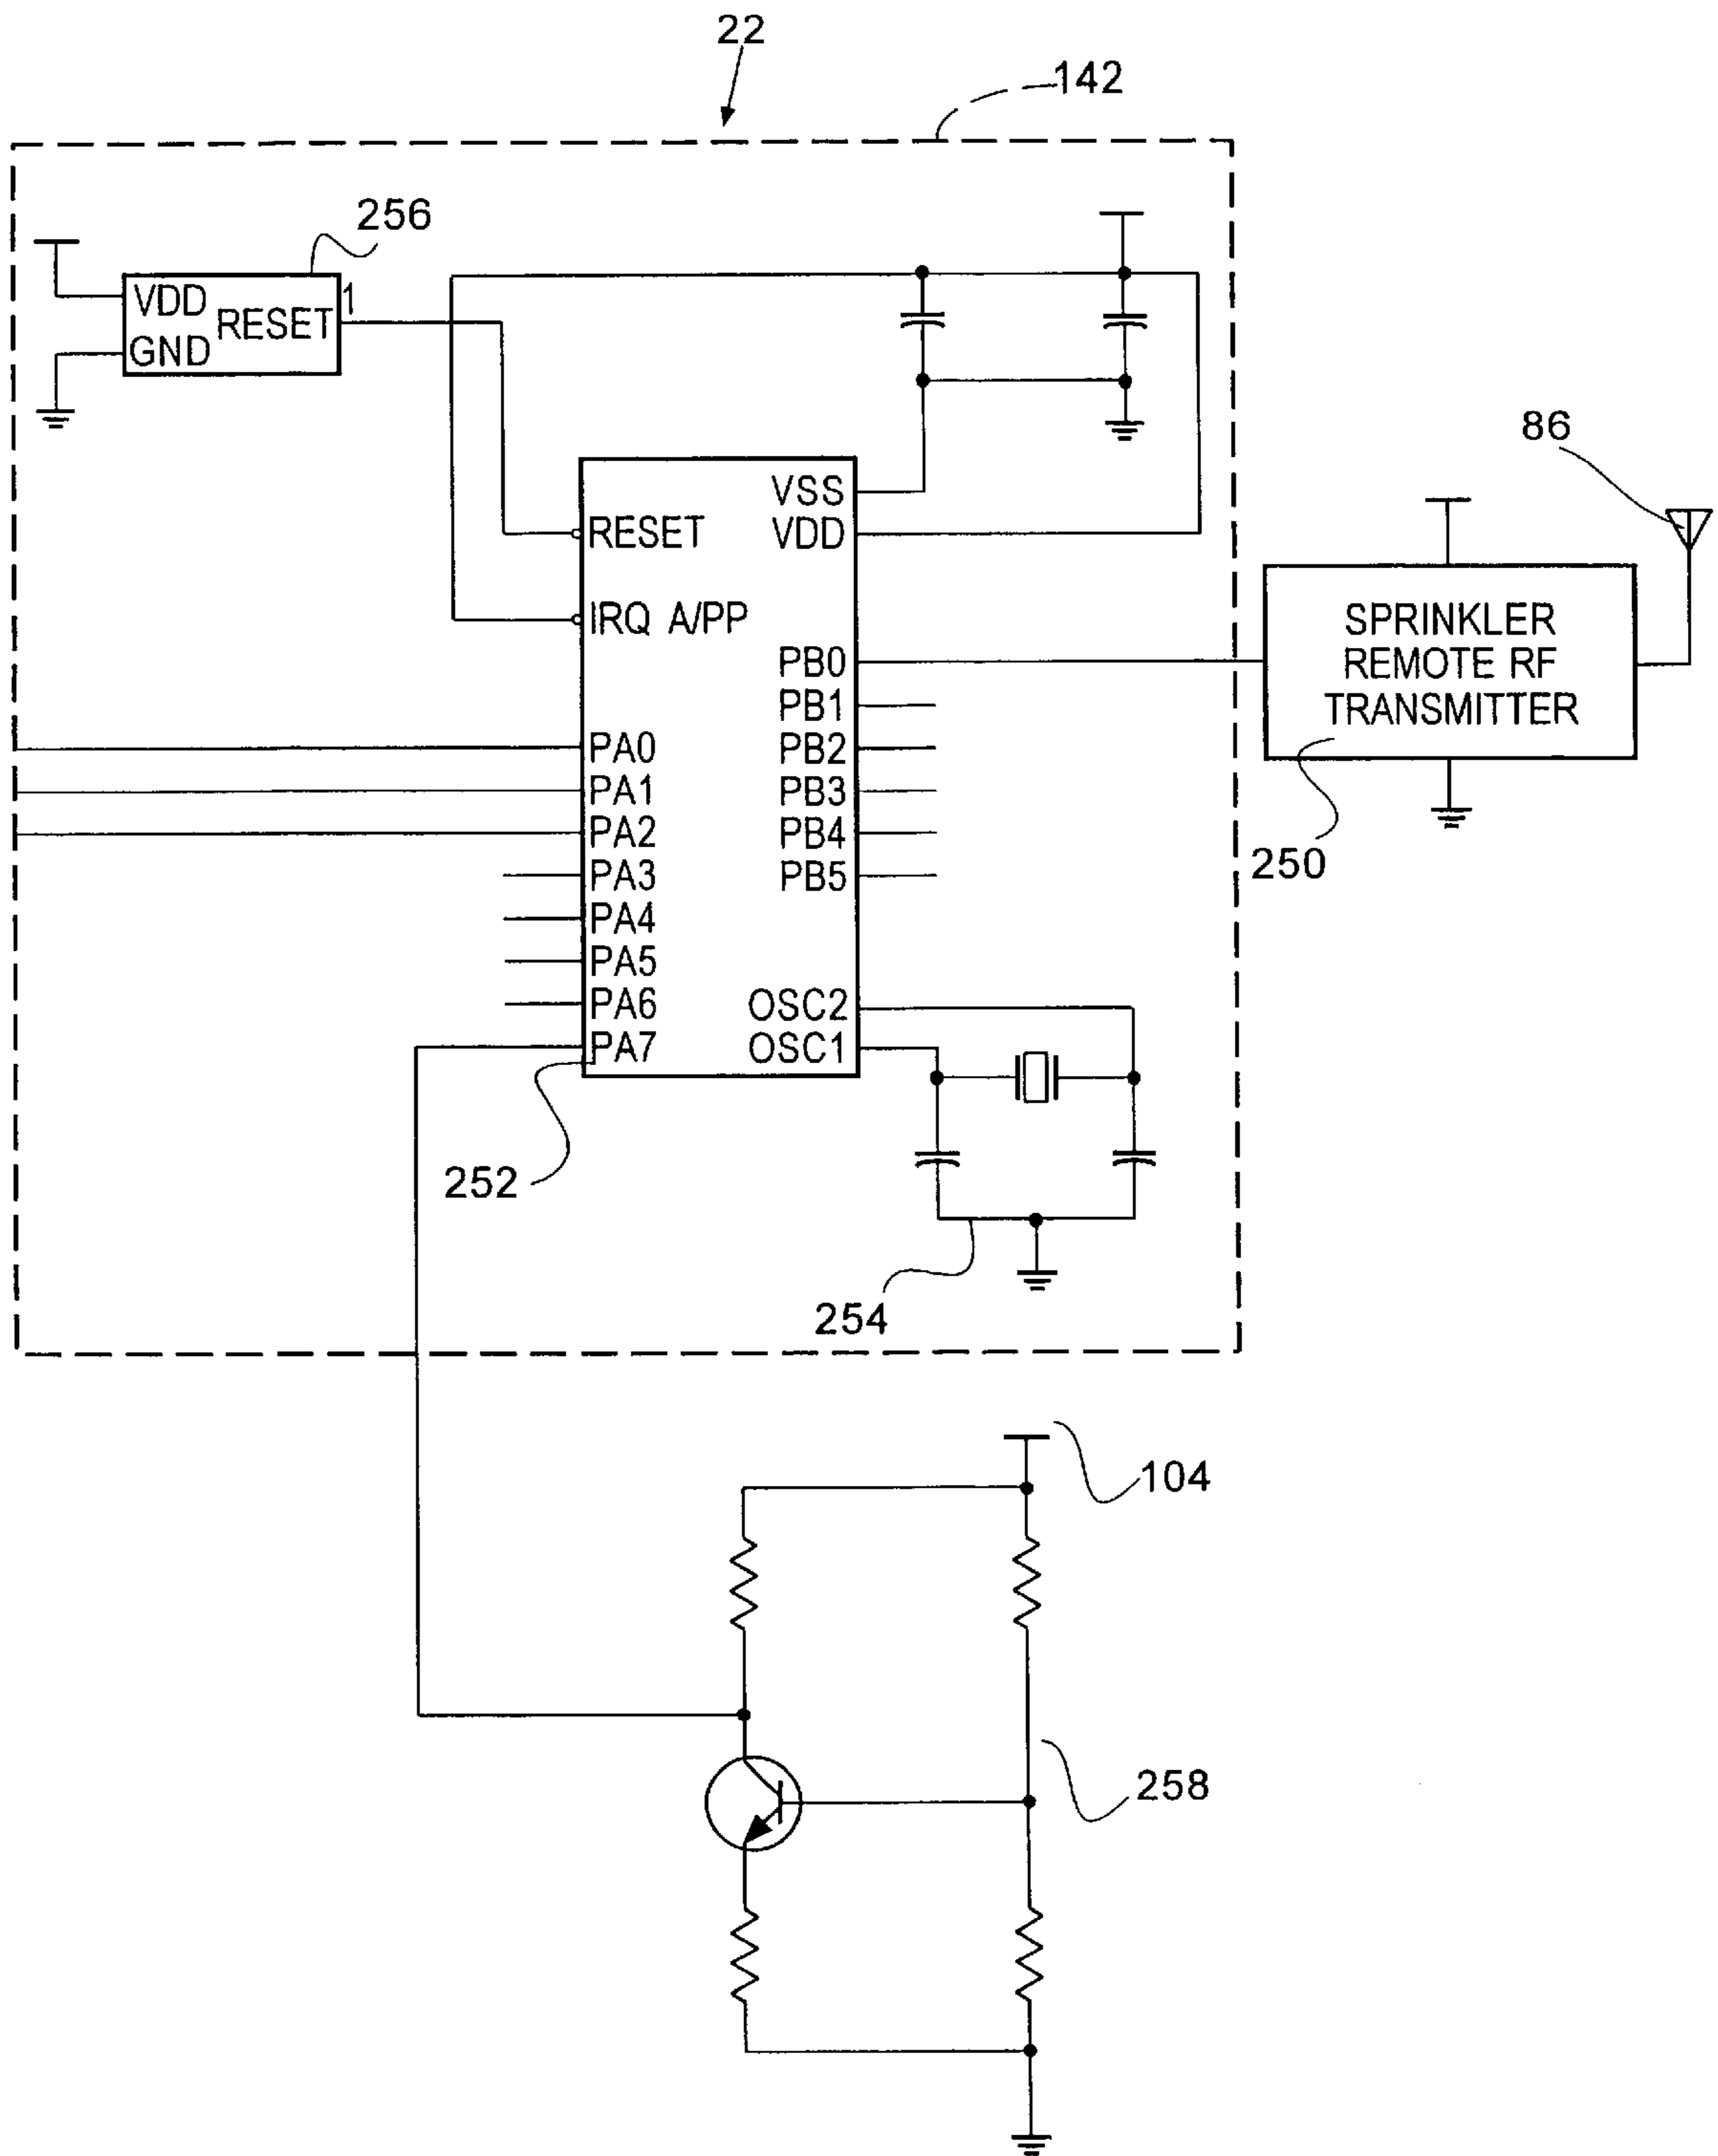 22
142
256
VDD
RESET
1
GND
86
VSS
RESET
VDD
IRQ A/PP
SPRINKLER
REMOTE RF
TRANSMITTER
PB0
PB1
PA0
PB2
PA1
PB3
PA2
PB4
250
PA3
PB5
PA4
PA5
PA6
OSC2
PA7
OSC1
252
254
104
258